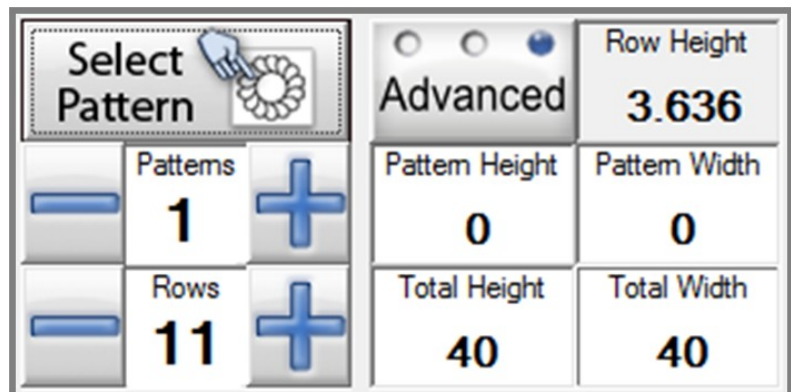 Select
Pattern
Advanced
Row Height
3.636
Patterns
1
Pattern Height
0
Pattern Width
0
Rows
11
Total Height
40
Total Width
40